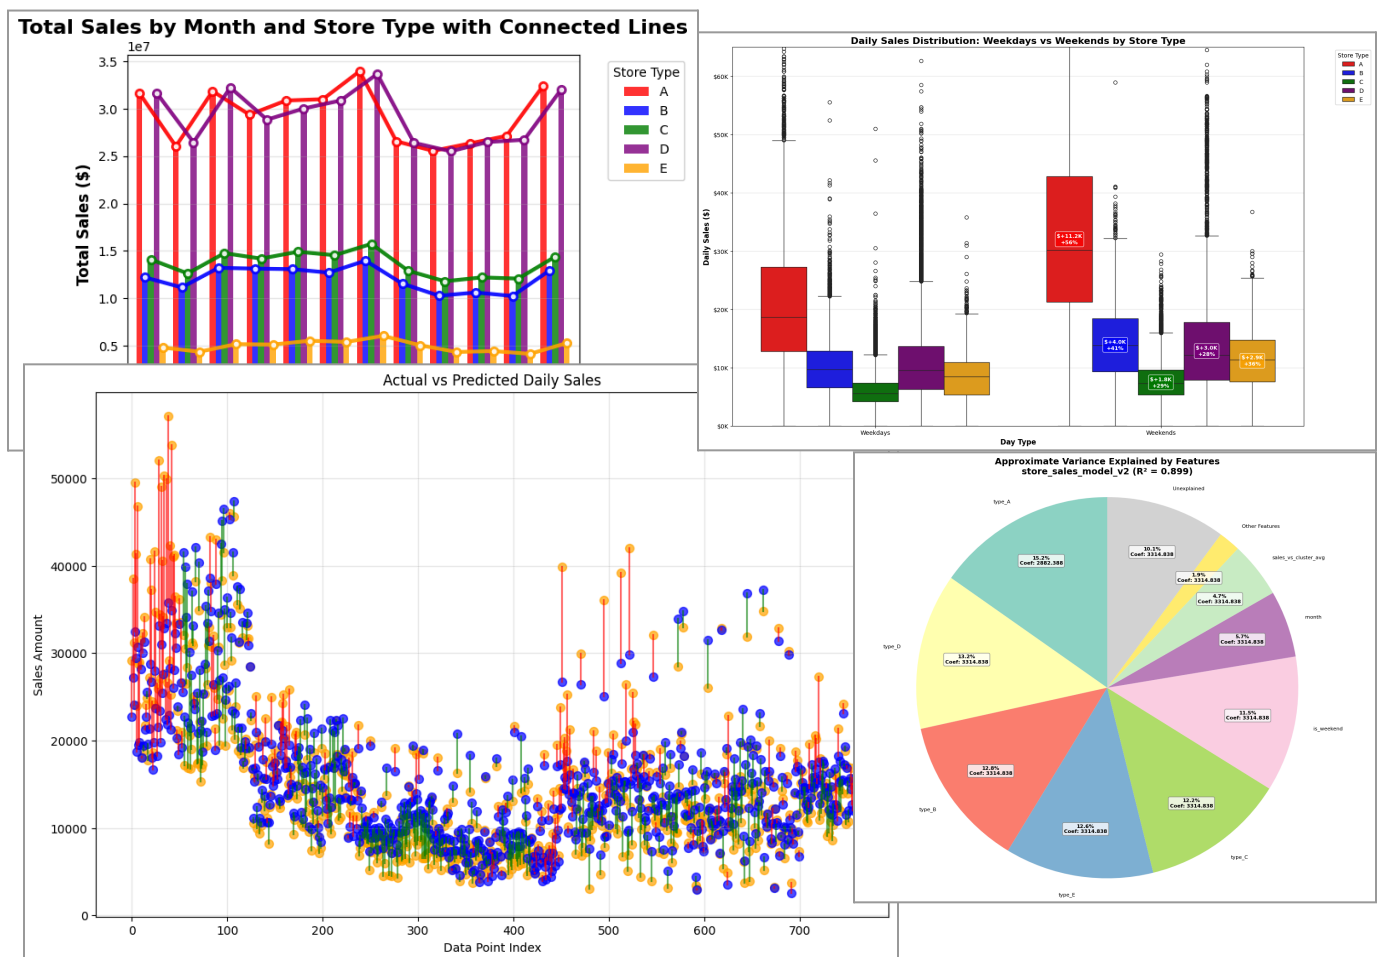 Total Sales by Month and Store Type with Connected Lines
1e7
Total Sales ($)
3.5
3.0
2.5
2.0
1.5
1.0
0.5
Store Type
A
B
C
D
E
Daily Sales Distribution: Weekdays vs Weekends by Store Type
Daily Sales ($)
$60K
$50K
$40K
$30K
$20K
$10K
$0K
$+11.2K
+56%
$+4.0K
+41%
$+1.8K
+29%
$+3.0K
+28%
$+2.9K
Weekdays
Weekends
Day Type
Store Type
A
B
C
D
E
Actual vs Predicted Daily Sales
Sales Amount
50000
40000
30000
20000
10000
0
0
100
200
300
400
500
600
700
Data Point Index
Approximate Variance Explained by Features
store_sales_model_v2 (R² = 0.899)
Unexplained
10.1%
Coef: 3314.838
Other Features
1.9%
Coef: 3314.838
sales_vs_cluster_avg
4.7%
Coef: 3314.838
month
5.7%
Coef: 3314.838
is_weekend
11.5%
Coef: 3314.838
type_C
12.2%
Coef: 3314.838
type_E
12.6%
Coef: 3314.838
type_B
12.8%
Coef: 3314.838
type_D
13.2%
Coef: 3314.838
type_A
15.2%
Coef: 2882.388